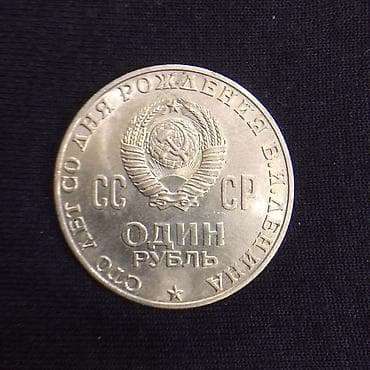 СТО ЛЕТ СО ДНЯ РОЖДЕНИЯ В.И.ЛЕНИНА
СС СР
ОДИН
РУБЛЬ